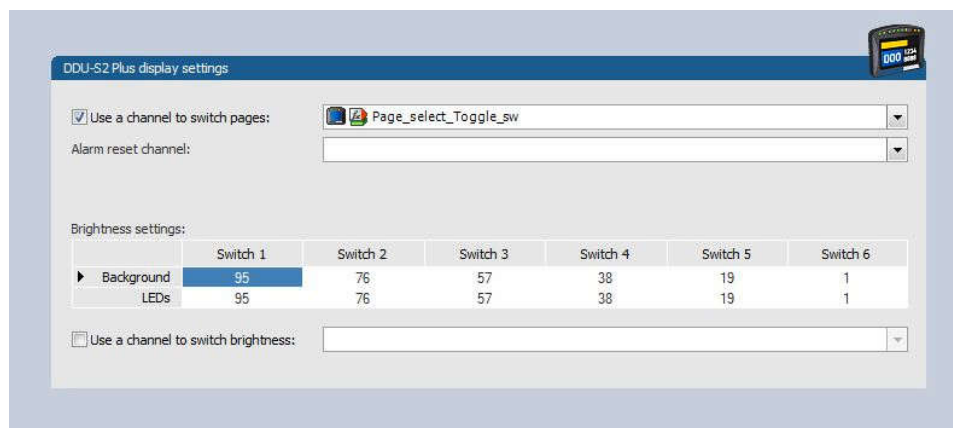 DDU-S2 Plus display settings
Use a channel to switch pages: Page_select_Toggle_sw
Alarm reset channel:
Brightness settings:
Switch 1 Switch 2 Switch 3 Switch 4 Switch 5 Switch 6
Background 95 76 57 38 19 1
LEDs 95 76 57 38 19 1
Use a channel to switch brightness: